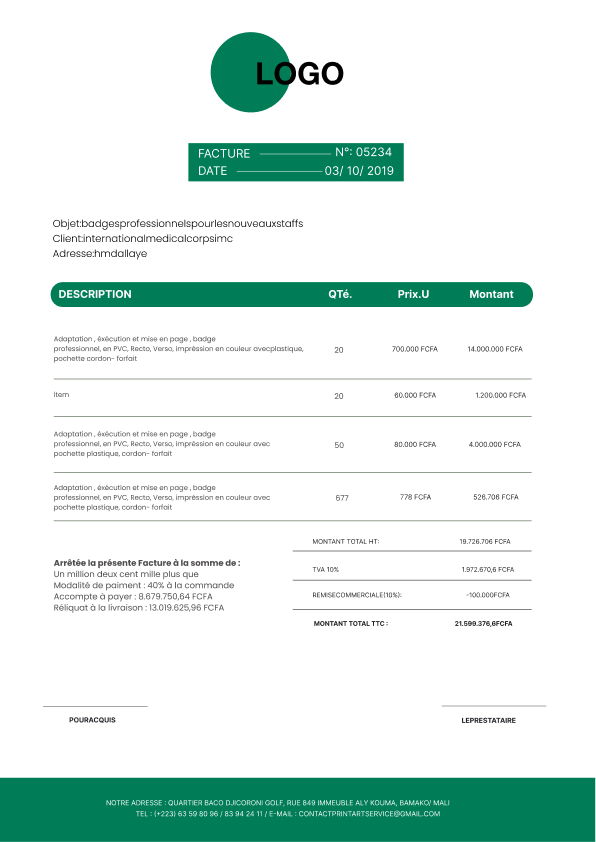 LOGO
FACTURE N°: 05234
DATE 03/ 10/ 2019
Objet:badgesprofessionnelspourlesnouveauxstaffs
Client:internationalmedicalcorpsimc
Adresse:hmdallaye
DESCRIPTION QTé. Prix.U Montant
Adaptation , éxécution et mise en page , badge
professionnel, en PVC, Recto, Verso, impréssion en couleur avecplastique,
pochette cordon- forfait
20 700.000 FCFA 14.000.000 FCFA
Item 20 60.000 FCFA 1.200.000 FCFA
Adaptation , éxécution et mise en page , badge
professionnel, en PVC, Recto, Verso, impréssion en couleur avec
pochette plastique, cordon- forfait
50 80.000 FCFA 4.000.000 FCFA
Adaptation , éxécution et mise en page , badge
professionnel, en PVC, Recto, Verso, impréssion en couleur avec
pochette plastique, cordon- forfait
677 778 FCFA 526.706 FCFA
MONTANT TOTAL HT: 19.726.706 FCFA
TVA 10% 1.972.670,6 FCFA
REMISECOMMERCIALE(10%): -100.000FCFA
MONTANT TOTAL TTC : 21.599.376,6FCFA
Arrêtée la présente Facture à la somme de :
Un million deux cent mille plus que
Modalité de paiment : 40% à la commande
Accompte à payer : 8.679.750,64 FCFA
Réliquat à la livraison : 13.019.625,96 FCFA
POURACQUIS LEPRESTATAIRE
NOTRE ADRESSE : QUARTIER BACO DJICORONI GOLF, RUE 849 IMMEUBLE ALY KOUMA, BAMAKO/ MALI
TEL : (+223) 63 59 80 96 / 83 94 24 11 / E-MAIL : CONTACTPRINTARTSERVICE@GMAIL.COM